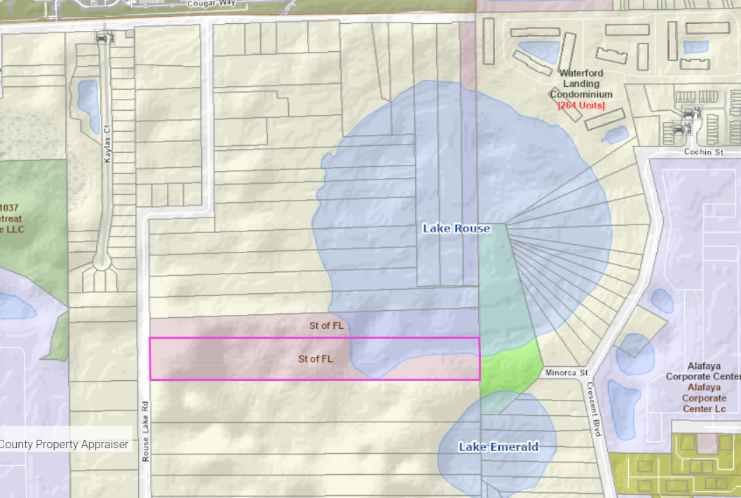 Cougar Way
Waterford
Landing
Condominium
[264 Units]
Kaylas Ct
Cochin St
1037
etreat
e LLC
Lake Rouse
St of FL
St of FL
Minorca St
Alafaya
Corporate Center
Alafaya
Corporate
Center Lc
Crescent Blvd
Rouse Lake Rd
County Property Appraiser
Lake Emerald